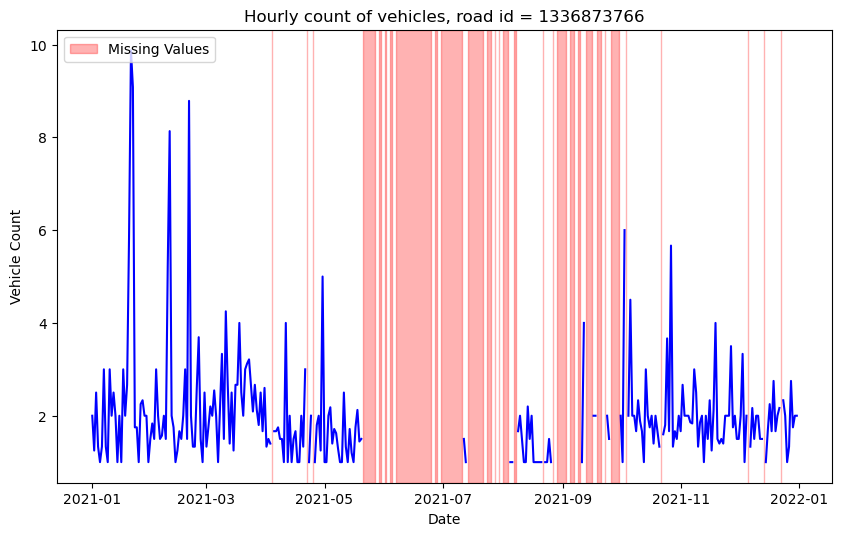 Hourly count of vehicles, road id = 1336873766
Missing Values
10
8
6
4
2
Vehicle Count
2021-01 2021-03 2021-05 2021-07 2021-09 2021-11 2022-01
Date